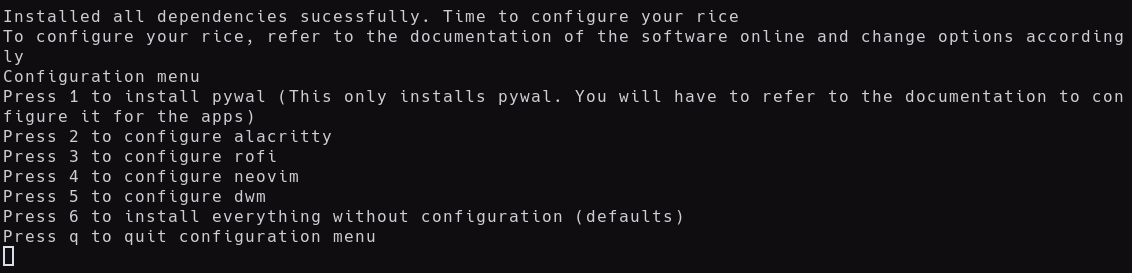 Installed all dependencies sucessfully. Time to configure your rice
To configure your rice, refer to the documentation of the software online and change options according
ly
Configuration menu
Press 1 to install pywal (This only installs pywal. You will have to refer to the documentation to con
figure it for the apps)
Press 2 to configure alacritty
Press 3 to configure rofi
Press 4 to configure neovim
Press 5 to configure dwm
Press 6 to install everything without configuration (defaults)
Press q to quit configuration menu